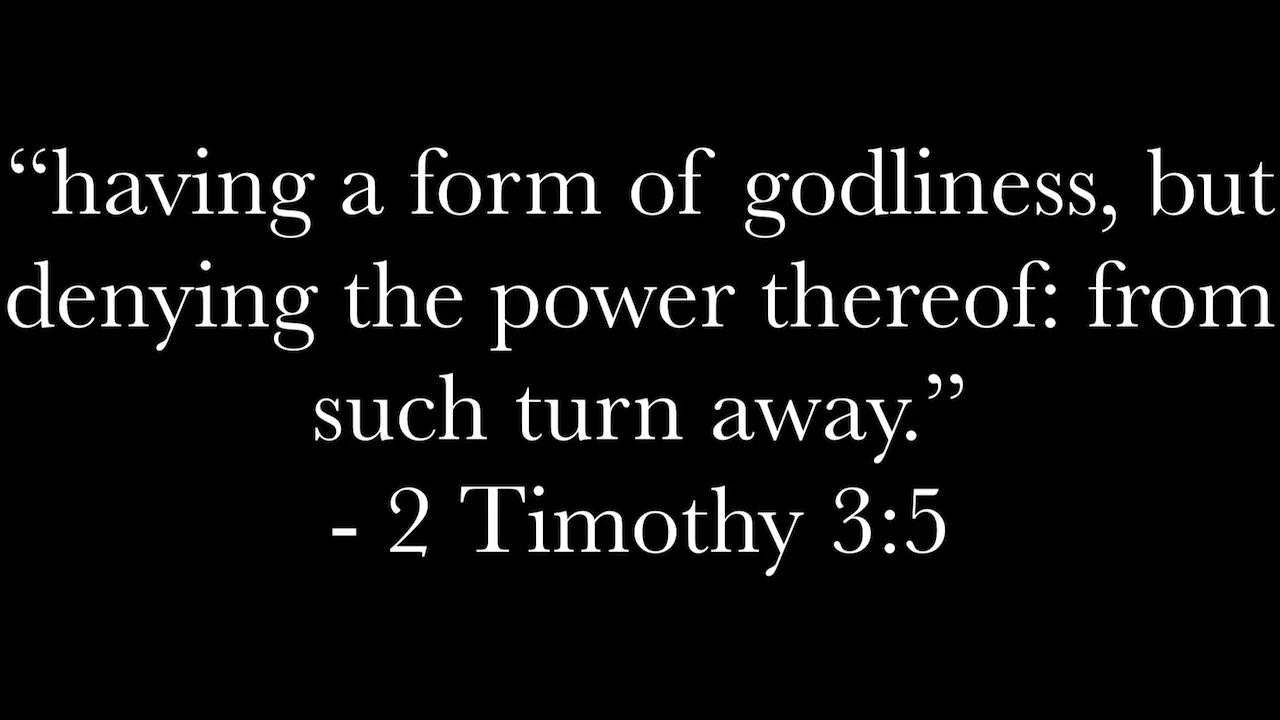 “having a form of godliness, but
denying the power thereof: from
such turn away.”
- 2 Timothy 3:5